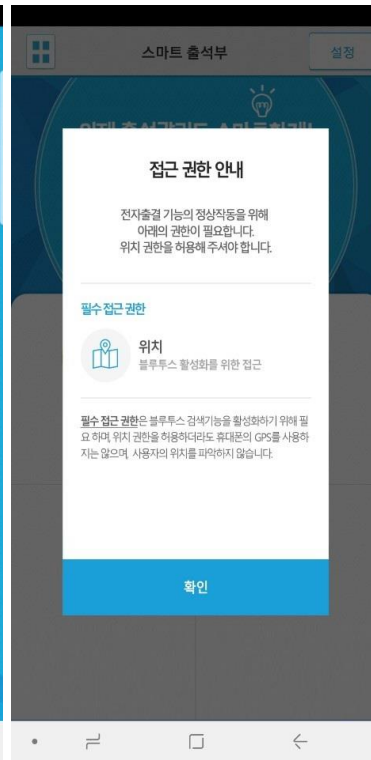 스마트 출석부
설정
접근 권한 안내
전자출결 기능의 정상작동을 위해
아래의 권한이 필요합니다.
위치 권한을 허용해 주셔야 합니다.
필수 접근 권한
위치
블루투스 활성화를 위한 접근
필수 접근 권한은 블루투스 검색기능을 활성화하기 위해 필
요 하며, 위치 권한을 허용하더라도 휴대폰의 GPS를 사용하
지는 않으며, 사용자의 위치를 파악하지 않습니다.
확인